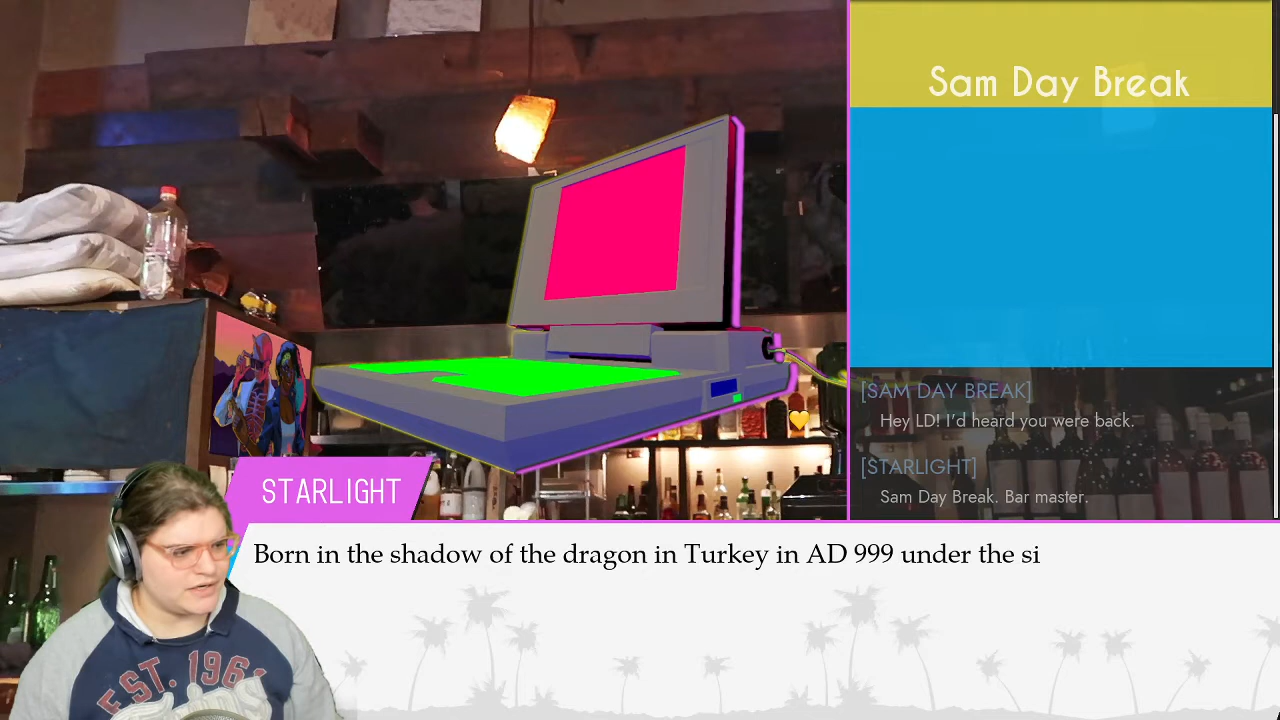 Sam Day Break
[SAM DAY BREAK]
Hey LD! I'd heard you were back.
[STARLIGHT]
Sam Day Break. Bar master.
STARLIGHT
Born in the shadow of the dragon in Turkey in AD 999 under the si
EST. 196